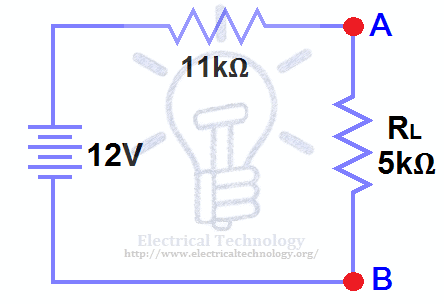 A
11kΩ
12V
RL
5kΩ
Electrical Technology
http://www.electricaltechnology.org/
B